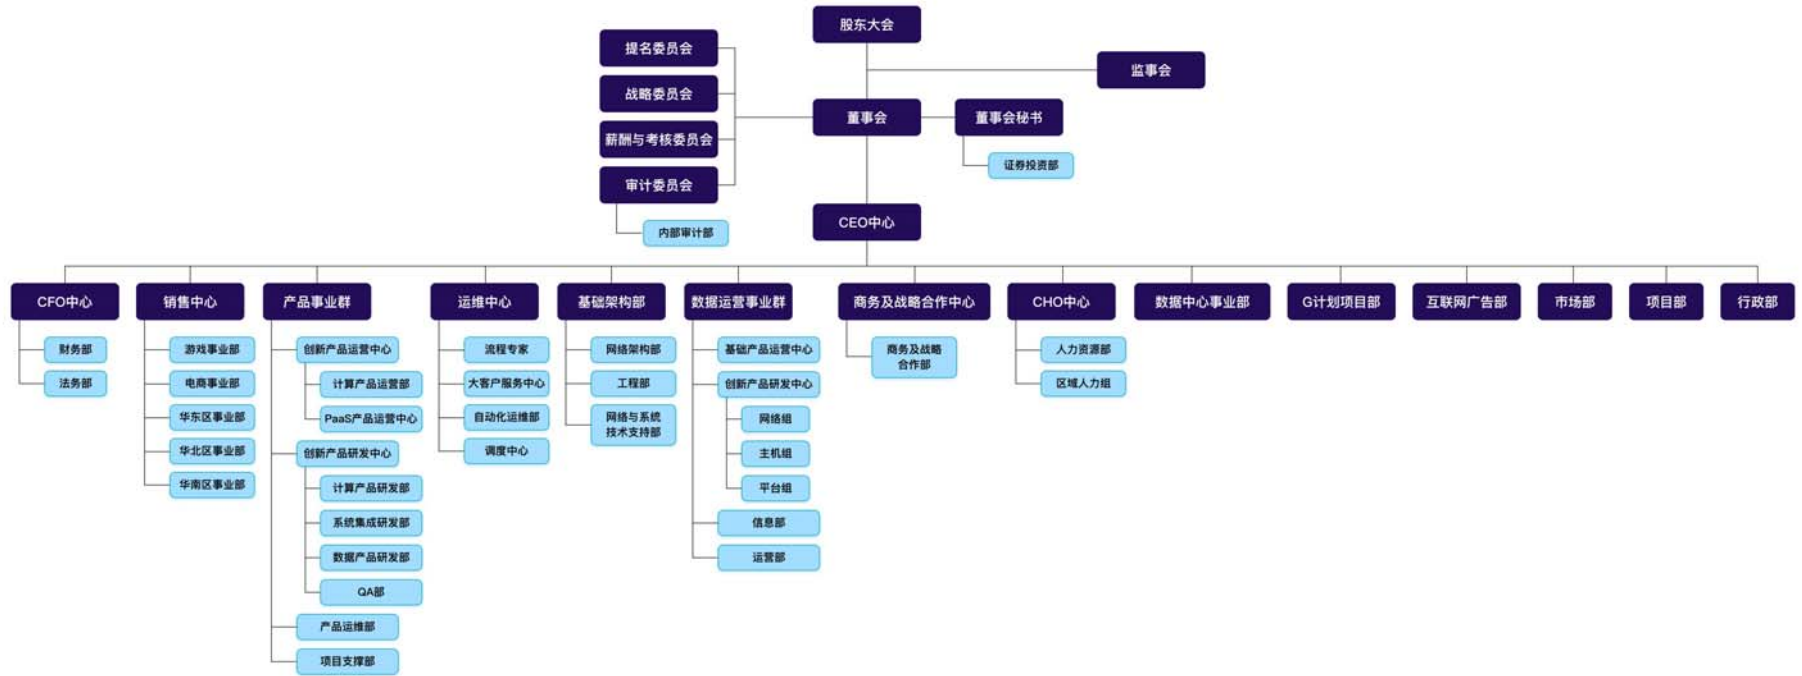 股东大会
提名委员会
监事会
战略委员会
董事会
董事会秘书
薪酬与考核委员会
证券投资部
审计委员会
CEO中心
内部审计部
CFO中心
财务部
法务部
销售中心
游戏事业部
电商事业部
华东区事业部
华北区事业部
华南区事业部
产品事业群
创新产品运营中心
计算产品运营部
PaaS产品运营中心
创新产品研发中心
计算产品研发部
系统集成研发部
数据产品研发部
QA部
产品运维部
项目支撑部
运维中心
流程专家
大客户服务中心
自动化运维部
调度中心
基础架构部
网络架构部
工程部
网络与系统
技术支持部
数据运营事业群
基础产品运营中心
创新产品研发中心
网络组
主机组
平台组
信息部
运营部
商务及战略合作中心
商务及战略
合作部
CHO中心
人力资源部
区域人力组
数据中心事业部
G计划项目部
互联网广告部
市场部
项目部
行政部